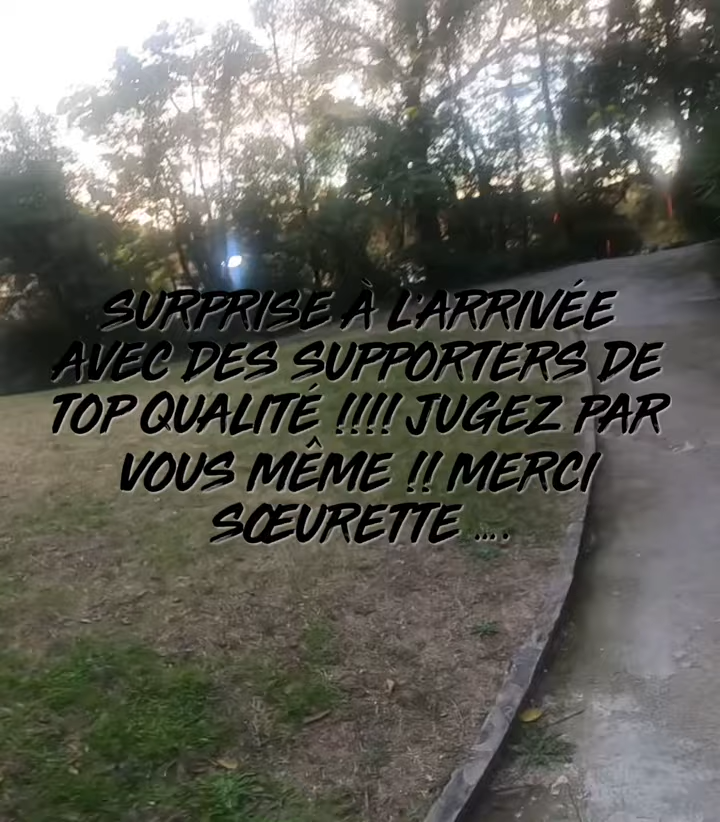 SURPRISE À L'ARRIVÉE
AVEC DES SUPPORTERS DE
TOP QUALITÉ !!!! JUGEZ PAR
VOUS MÊME !! MERCI
SŒURETTE ....